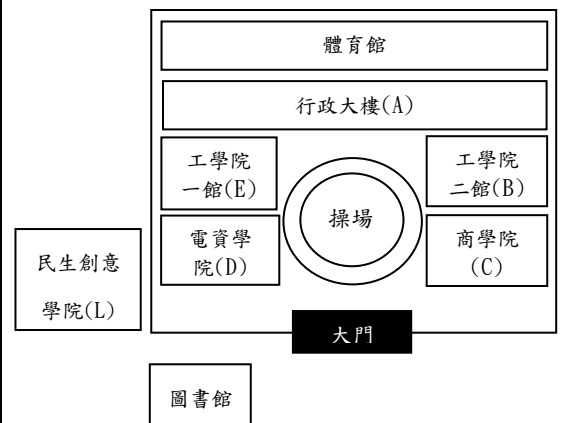 體育館
行政大樓(A)
工學院
一館(E)
工學院
二館(B)
操場
電資學
院(D)
商學院
(C)
民生創意
學院(L)
大門
圖書館